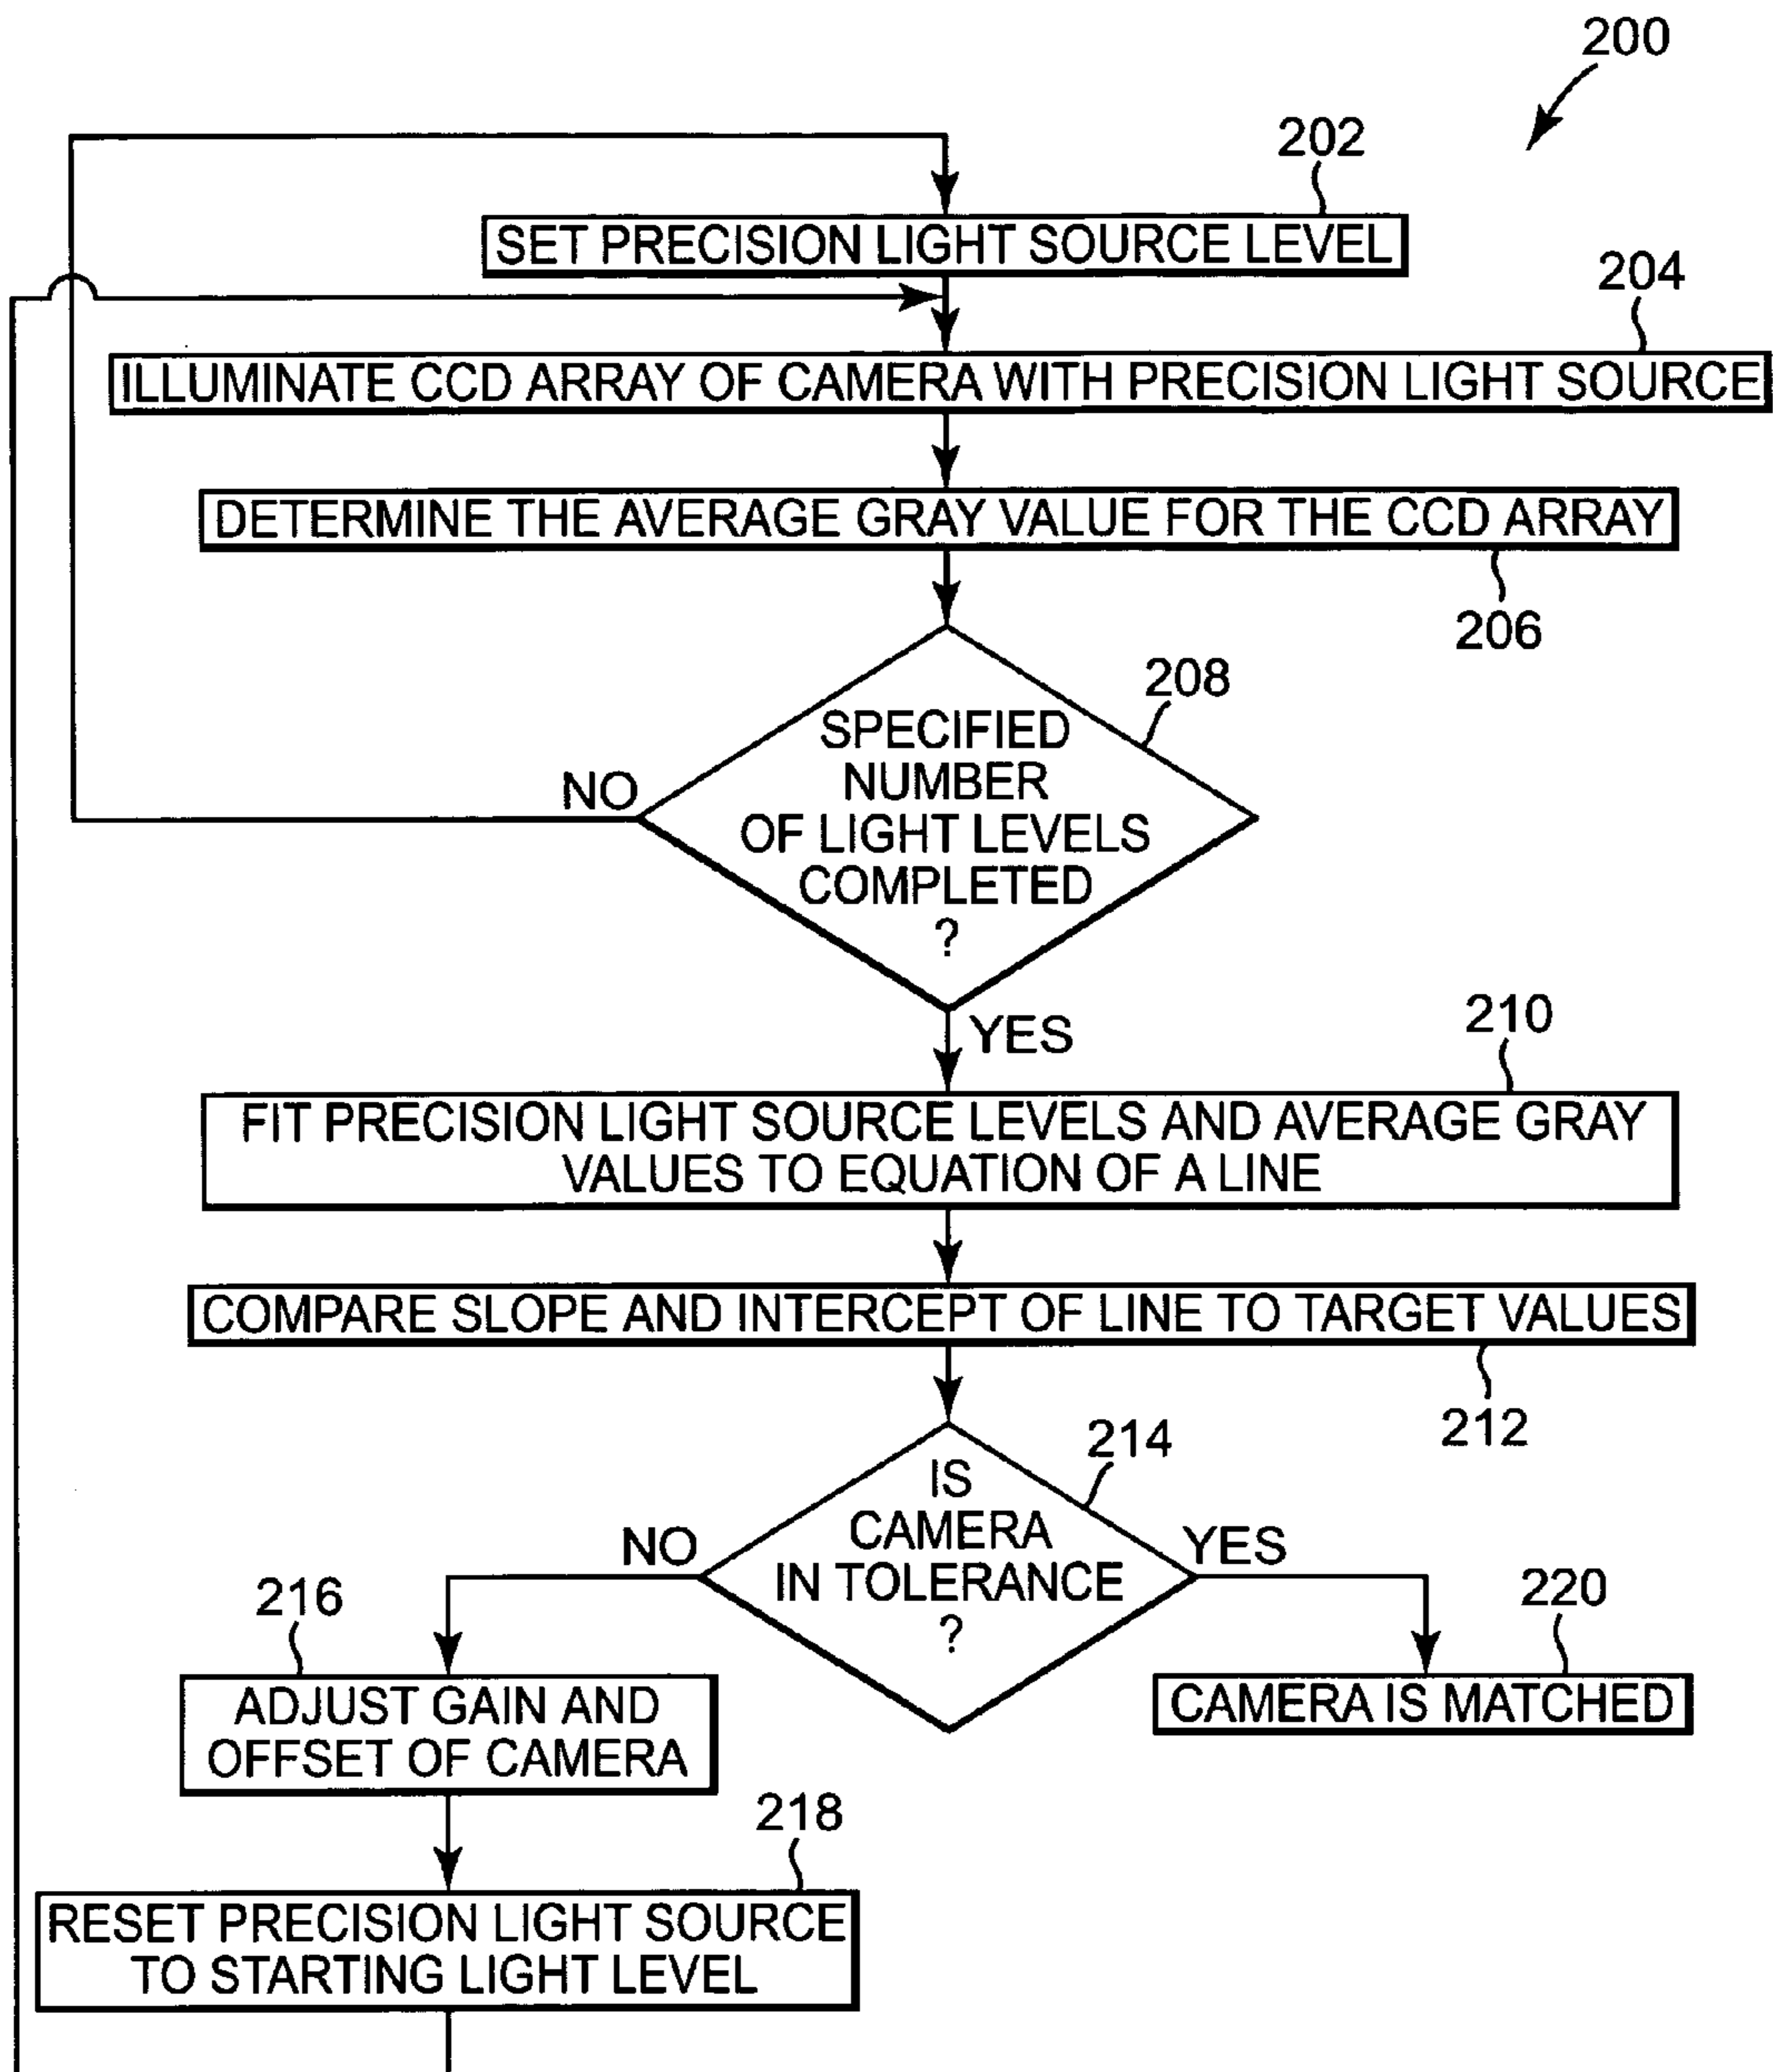 200
202
SET PRECISION LIGHT SOURCE LEVEL
204
ILLUMINATE CCD ARRAY OF CAMERA WITH PRECISION LIGHT SOURCE
DETERMINE THE AVERAGE GRAY VALUE FOR THE CCD ARRAY
206
208
SPECIFIED
NUMBER
OF LIGHT LEVELS
COMPLETED
?
NO
YES
210
FIT PRECISION LIGHT SOURCE LEVELS AND AVERAGE GRAY
VALUES TO EQUATION OF A LINE
COMPARE SLOPE AND INTERCEPT OF LINE TO TARGET VALUES
212
214
IS
CAMERA
IN TOLERANCE
?
NO
YES
216
ADJUST GAIN AND
OFFSET OF CAMERA
220
CAMERA IS MATCHED
218
RESET PRECISION LIGHT SOURCE
TO STARTING LIGHT LEVEL